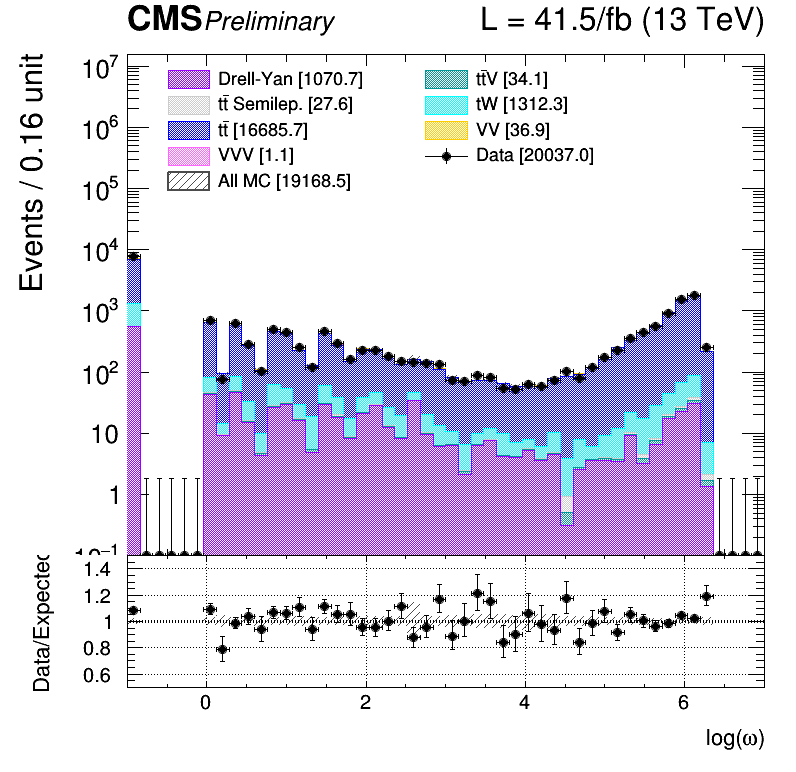 CMS Preliminary L = 41.5/fb (13 TeV)
Events / 0.16 unit
10⁷
10⁶
10⁵
10⁴
10³
10²
10
1
10⁻¹
Drell-Yan [1070.7]
tt̄ Semilep. [27.6]
tt̄ [16685.7]
VVV [1.1]
All MC [19168.5]
tt̄V [34.1]
tW [1312.3]
VV [36.9]
Data [20037.0]
Data/Expected
1.4
1.2
1
0.8
0.6
0 2 4 6
log(ω)